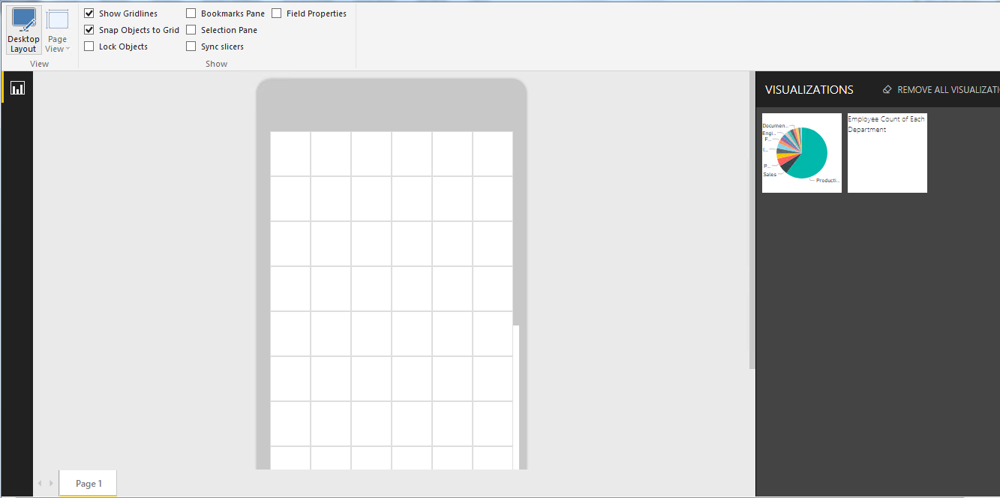 Show Gridlines
Bookmarks Pane
Field Properties
Snap Objects to Grid
Selection Pane
Lock Objects
Sync slicers
Desktop
Layout
Page
View
View
Show
VISUALIZATIONS
REMOVE ALL VISUALIZATI
Documen...
Engi...
F...
I...
P...
Sales
Producti...
Employee Count of Each
Department
Page 1